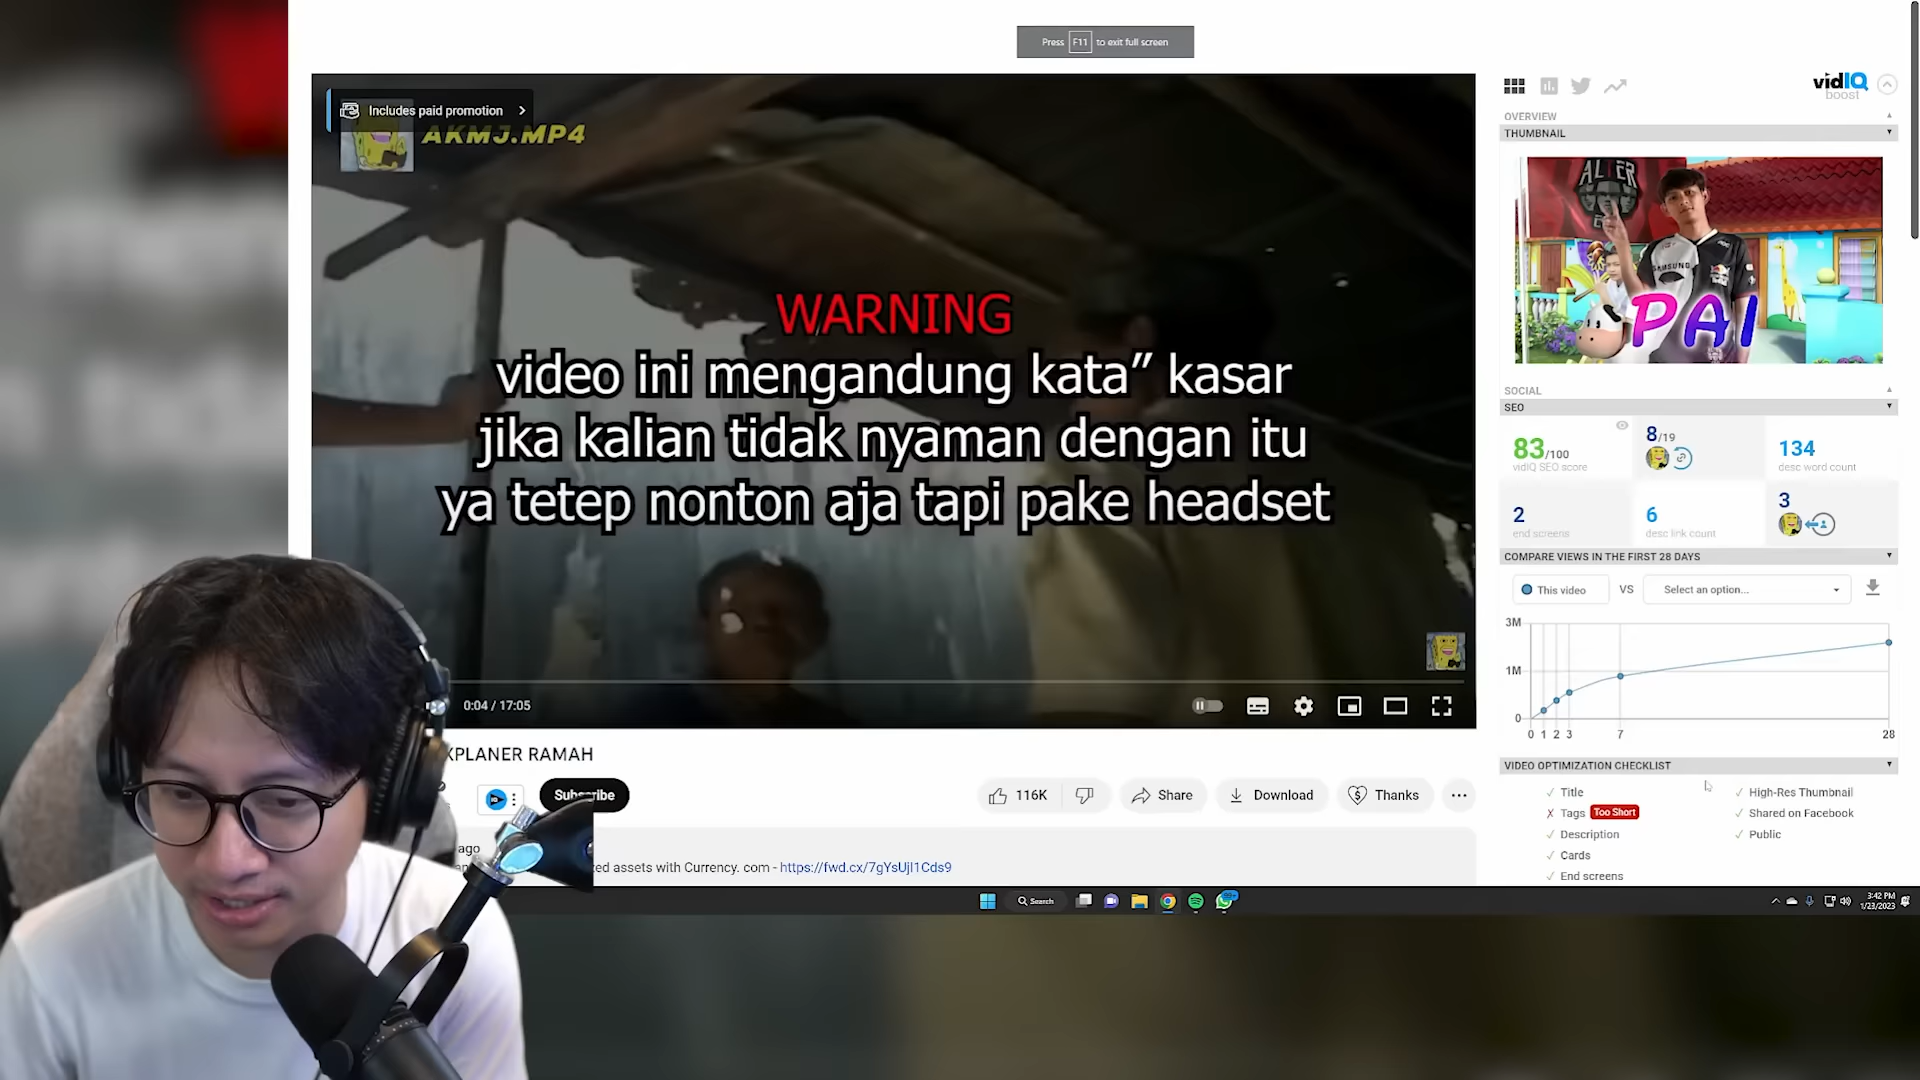 Press F11 to exit full screen
Includes paid promotion
AKMJ.MP4
WARNING
video ini mengandung kata” kasar
jika kalian tidak nyaman dengan itu
ya tetep nonton aja tapi pake headset
0:04 / 17:05
XPLANER RAMAH
Subscribe
116K
Share
Download
Thanks
ago
assets with Currency. com - https://fwd.cx/7gYsUjl1Cds9
vidIQ
boost
OVERVIEW
THUMBNAIL
ALTER
SAMSUNG
PAI
SOCIAL
SEO
83/100
vidIQ SEO score
8/19
134
desc word count
2
end screens
6
desc link count
3
COMPARE VIEWS IN THE FIRST 28 DAYS
This video
VS
Select an option...
3M
1M
0
0 1 2 3 7 28
VIDEO OPTIMIZATION CHECKLIST
Title
Tags Too Short
Description
Cards
End screens
High-Res Thumbnail
Shared on Facebook
Public
Search
3:42 PM
1/23/2023